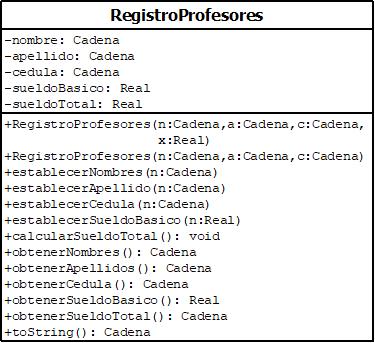 RegistroProfesores
-nombre: Cadena
-apellido: Cadena
-cedula: Cadena
-sueldoBasico: Real
-sueldoTotal: Real
+RegistroProfesores(n:Cadena,a:Cadena,c:Cadena,
x:Real)
+RegistroProfesores(n:Cadena,a:Cadena,c:Cadena)
+establecerNombres(n:Cadena)
+establecerApellido(n:Cadena)
+establecerCedula(n:Cadena)
+establecerSueldoBasico(n:Real)
+calcularSueldoTotal(): void
+obtenerNombres(): Cadena
+obtenerApellidos(): Cadena
+obtenerCedula(): Cadena
+obtenerSueldoBasico(): Real
+obtenerSueldoTotal(): Cadena
+toString(): Cadena